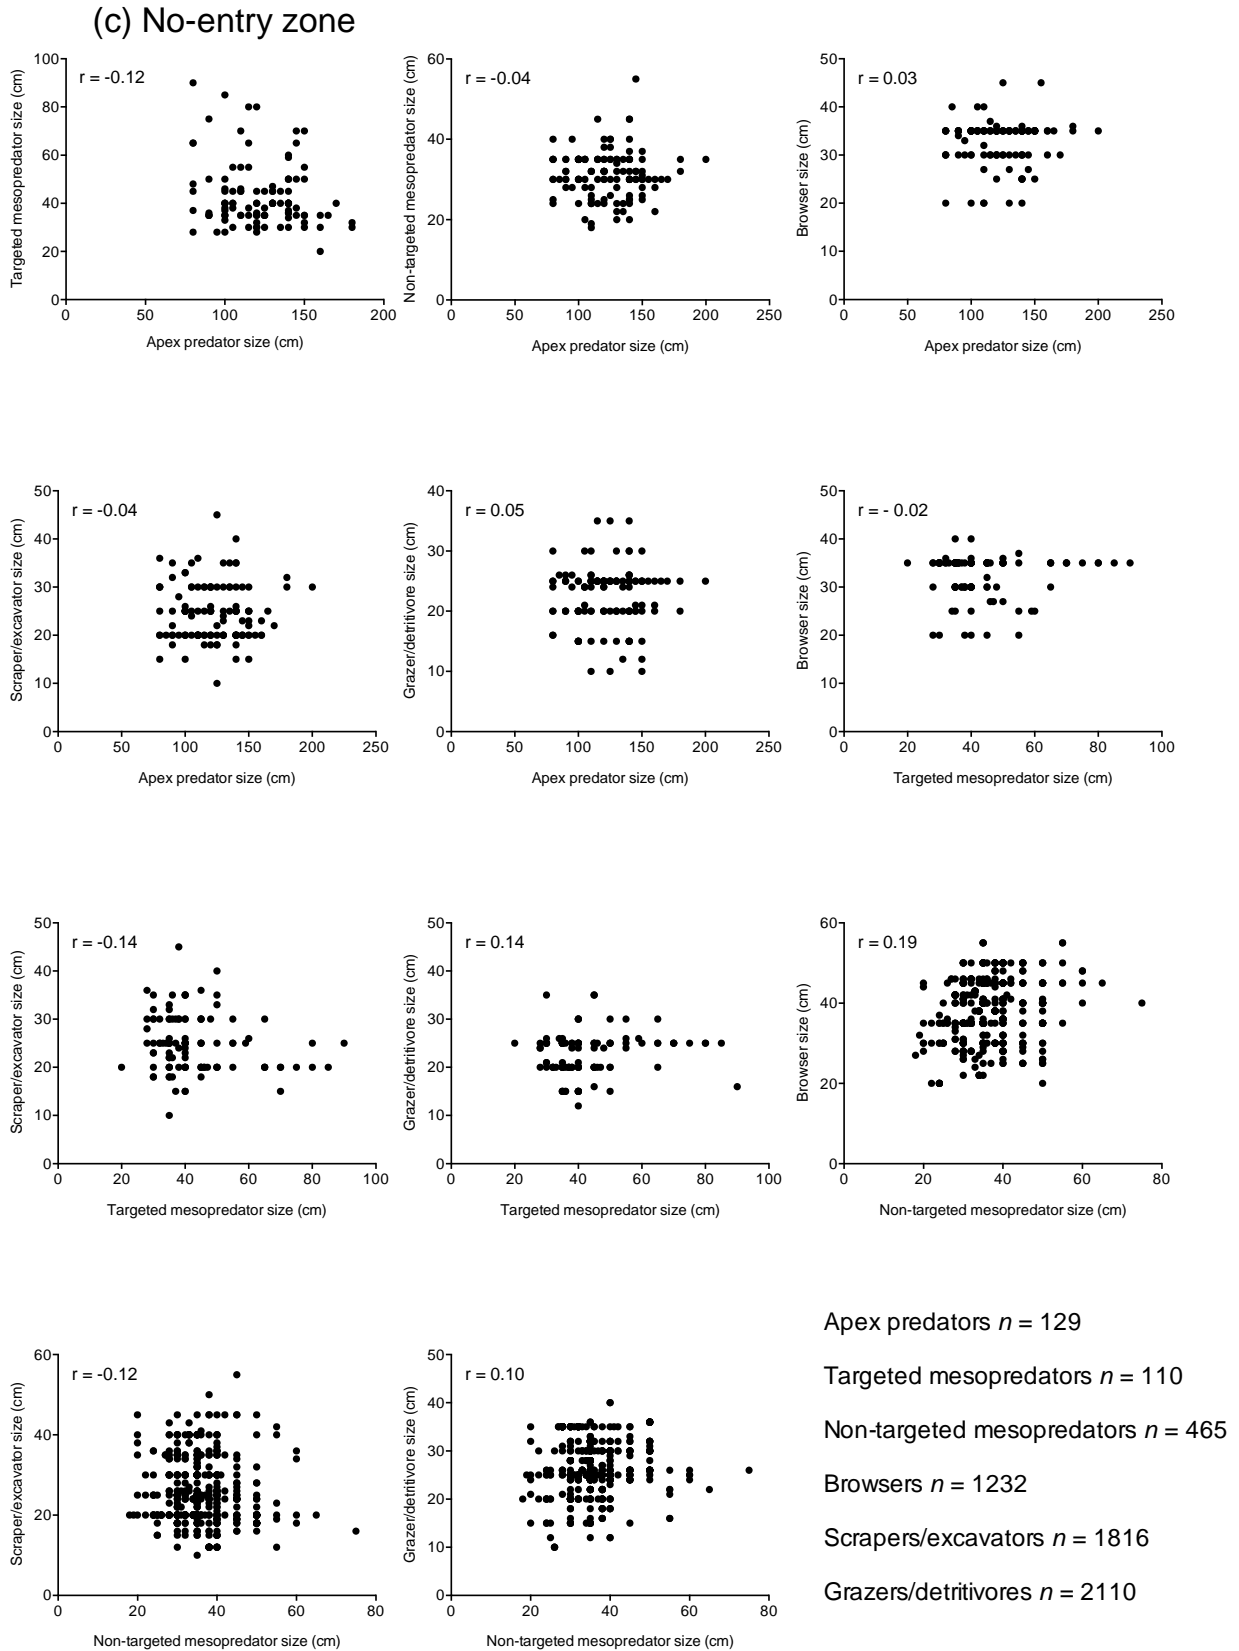 (c) No-entry zone
r = -0.12
Targeted mesopredator size (cm)
100
80
60
40
20
0
0 50 100 150 200
Apex predator size (cm)
r = -0.04
Non-targeted mesopredator size (cm)
60
40
20
0
0 50 100 150 200 250
Apex predator size (cm)
r = 0.03
Browser size (cm)
50
40
30
20
10
0
0 50 100 150 200 250
Apex predator size (cm)
r = -0.04
Scraper/excavator size (cm)
50
40
30
20
10
0
0 50 100 150 200 250
Apex predator size (cm)
r = 0.05
Grazer/detritivore size (cm)
40
30
20
10
0
0 50 100 150 200 250
Apex predator size (cm)
r = - 0.02
Browser size (cm)
50
40
30
20
10
0
0 20 40 60 80 100
Targeted mesopredator size (cm)
r = -0.14
Scraper/excavator size (cm)
50
40
30
20
10
0
0 20 40 60 80 100
Targeted mesopredator size (cm)
r = 0.14
Grazer/detritivore size (cm)
50
40
30
20
10
0
0 20 40 60 80 100
Targeted mesopredator size (cm)
r = 0.19
Browser size (cm)
60
40
20
0
0 20 40 60 80
Non-targeted mesopredator size (cm)
r = -0.12
Scraper/excavator size (cm)
60
40
20
0
0 20 40 60 80
Non-targeted mesopredator size (cm)
r = 0.10
Grazer/detritivore size (cm)
50
40
30
20
10
0
0 20 40 60 80
Non-targeted mesopredator size (cm)
Apex predators n = 129
Targeted mesopredators n = 110
Non-targeted mesopredators n = 465
Browsers n = 1232
Scrapers/excavators n = 1816
Grazers/detritivores n = 2110